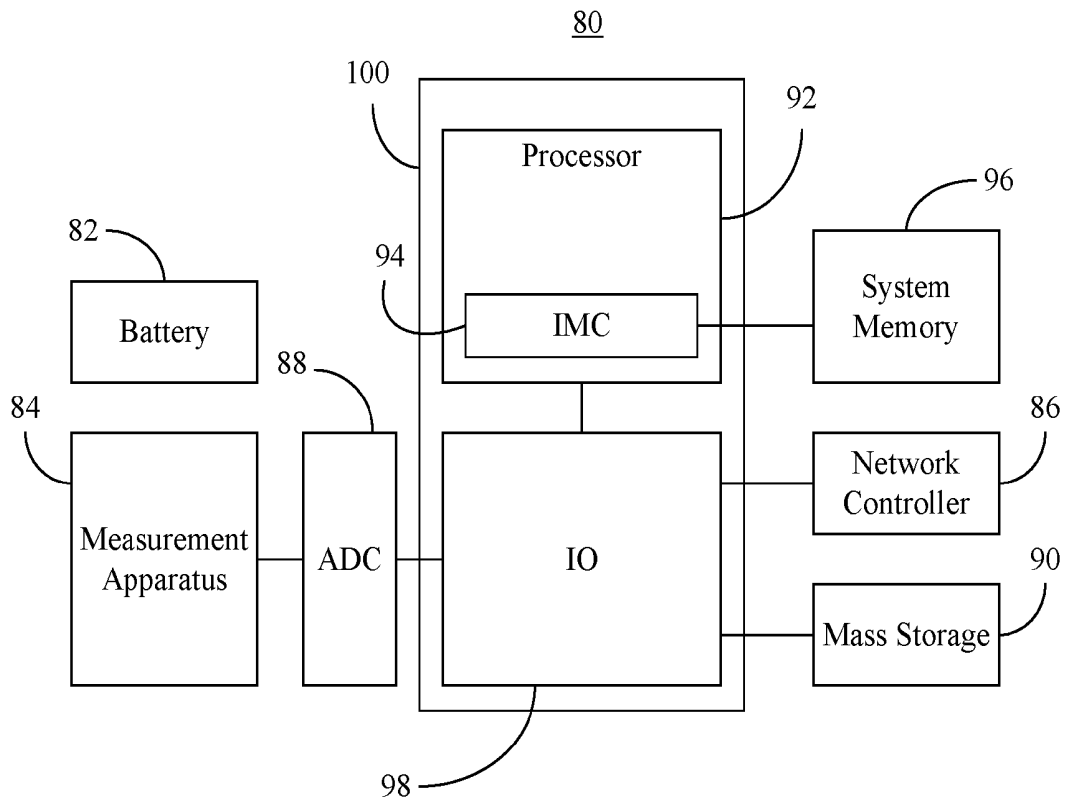 80
100
92
Processor
96
82
94
System
Memory
IMC
Battery
88
84
86
Network
Controller
Measurement
Apparatus
ADC
IO
90
Mass Storage
98